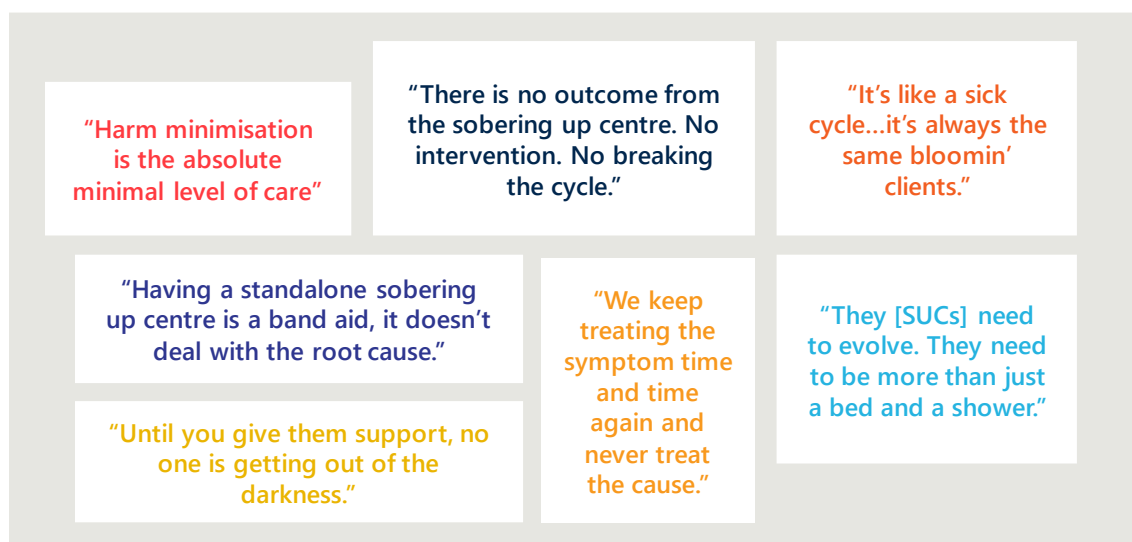 “Harm minimisation
is the absolute
minimal level of care”
“There is no outcome from
the sobering up centre. No
intervention. No breaking
the cycle.”
“It’s like a sick
cycle...it’s always the
same bloomin’
clients.”
“Having a standalone sobering
up centre is a band aid, it doesn’t
deal with the root cause.”
“We keep
treating the
symptom time
and time
again and
never treat
the cause.”
“They [SUCs] need
to evolve. They need
to be more than just
a bed and a shower.”
“Until you give them support, no
one is getting out of the
darkness.”